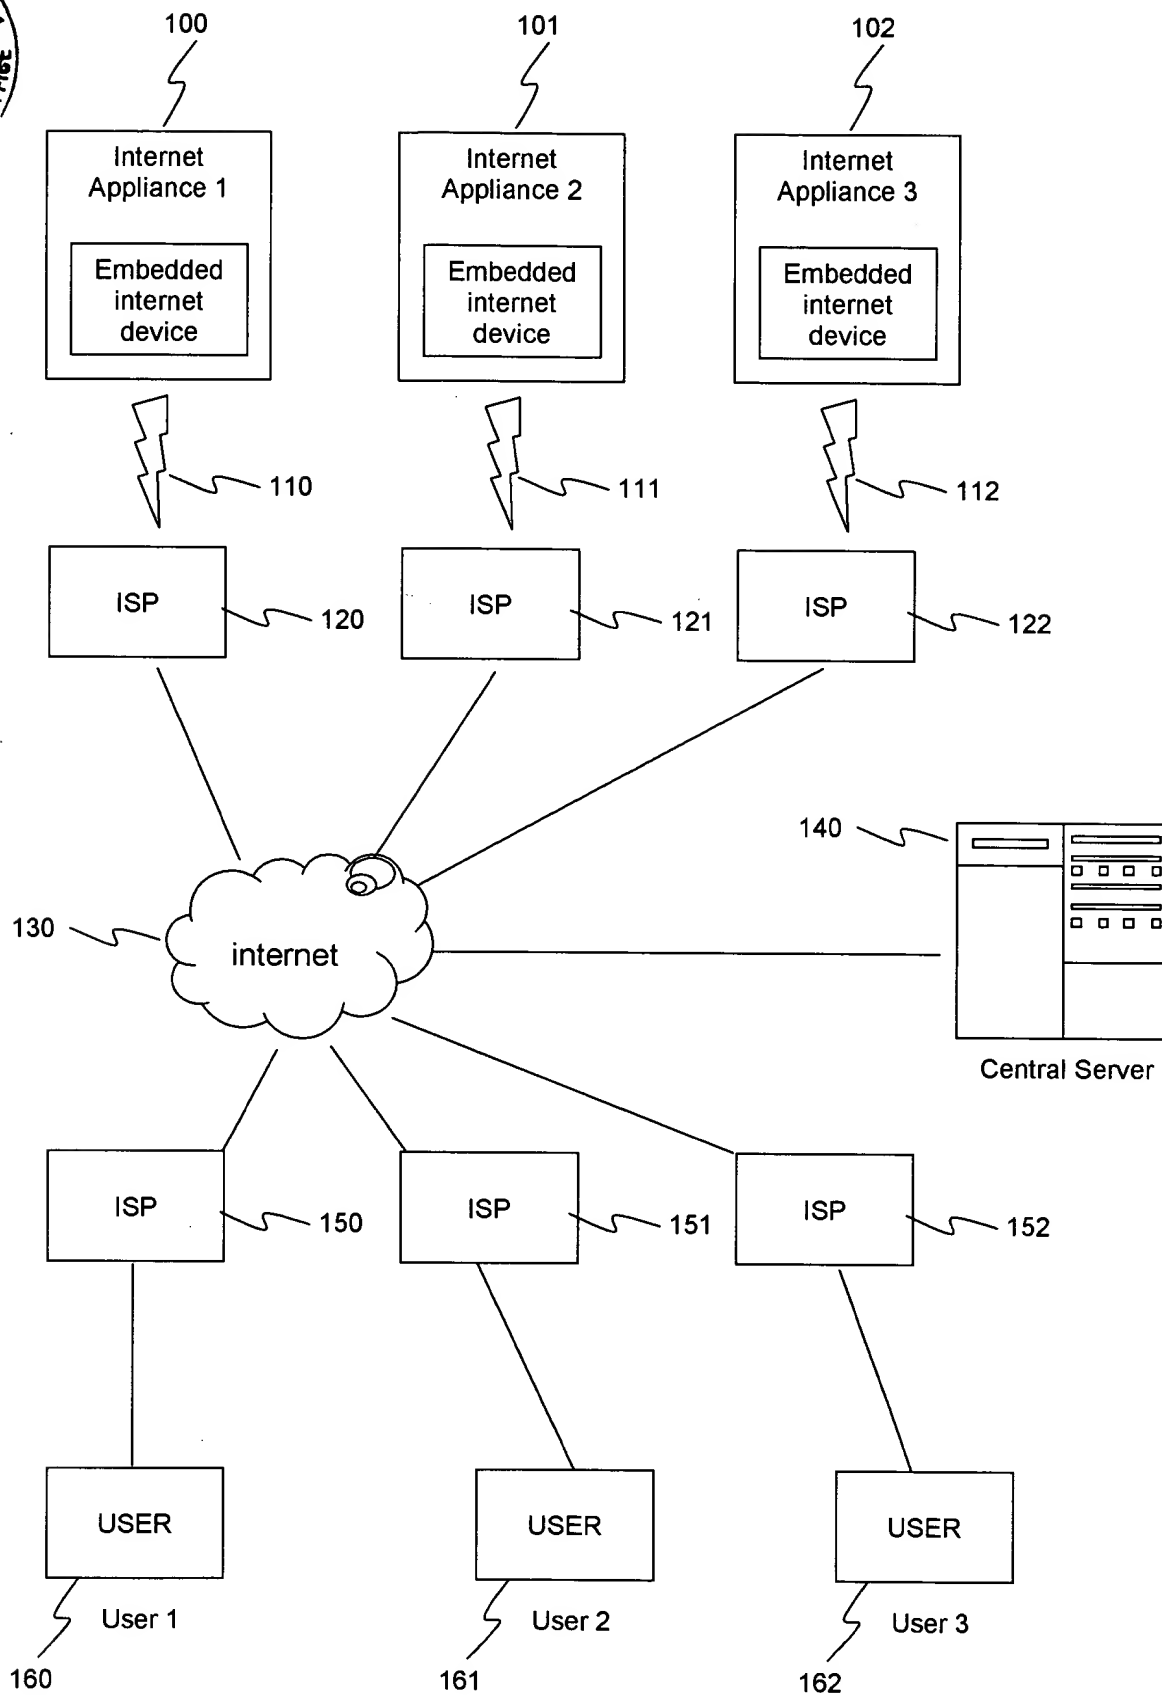 100
101
102
Internet
Appliance 1
Internet
Appliance 2
Internet
Appliance 3
Embedded
internet
device
Embedded
internet
device
Embedded
internet
device
110
111
112
ISP
120
ISP
121
ISP
122
140
130
internet
Central Server
ISP
150
ISP
151
ISP
152
USER
USER
USER
User 1
User 2
User 3
160
161
162